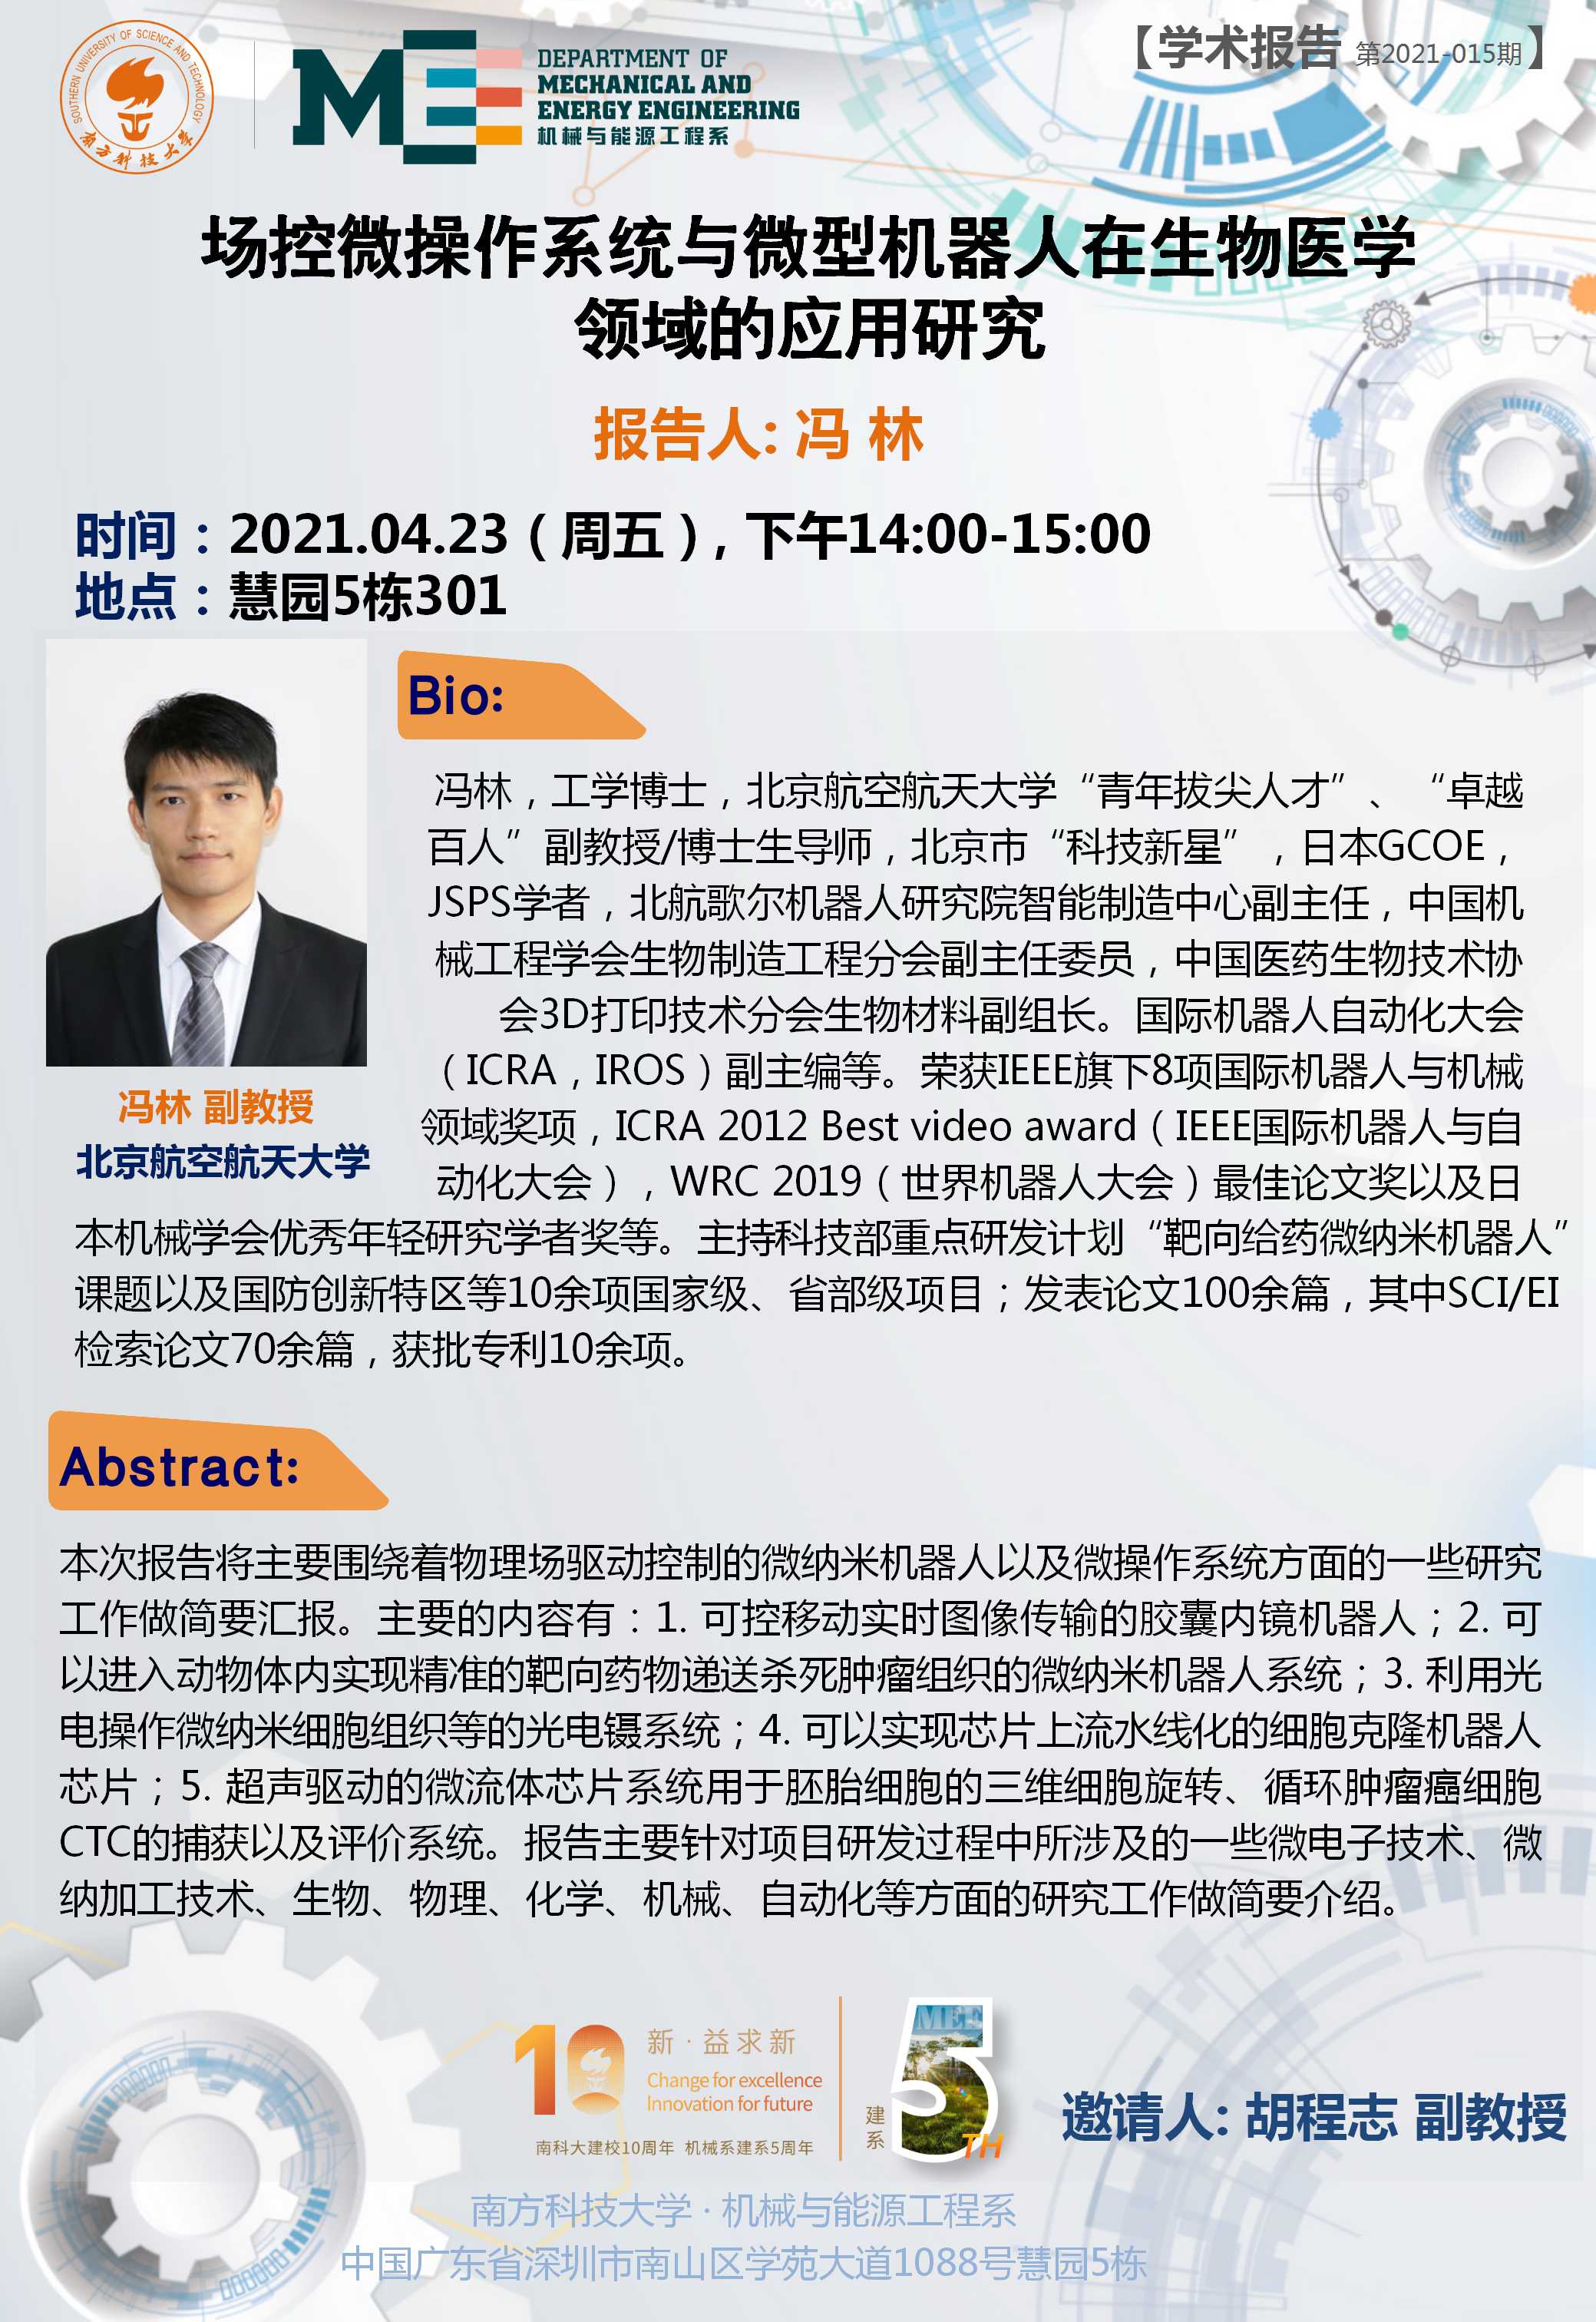 SOUTHERN UNIVERSITY OF SCIENCE AND TECHNOLOGY
南方科技大学
MEE
DEPARTMENT OF
MECHANICAL AND
ENERGY ENGINEERING
机械与能源工程系
【学术报告 第2021-015期】
场控微操作系统与微型机器人在生物医学
领域的应用研究
报告人: 冯 林
时间：2021.04.23（周五）, 下午14:00-15:00
地点：慧园5栋301
冯林 副教授
北京航空航天大学
Bio:
冯林，工学博士，北京航空航天大学“青年拔尖人才”、“卓越
百人”副教授/博士生导师，北京市“科技新星”，日本GCOE，
JSPS学者，北航歌尔机器人研究院智能制造中心副主任，中国机
械工程学会生物制造工程分会副主任委员，中国医药生物技术协
会3D打印技术分会生物材料副组长。国际机器人自动化大会
（ICRA，IROS）副主编等。荣获IEEE旗下8项国际机器人与机械
领域奖项，ICRA 2012 Best video award（IEEE国际机器人与自
动化大会），WRC 2019（世界机器人大会）最佳论文奖以及日
本机械学会优秀年轻研究学者奖等。主持科技部重点研发计划“靶向给药微纳米机器人”
课题以及国防创新特区等10余项国家级、省部级项目；发表论文100余篇，其中SCI/EI
检索论文70余篇，获批专利10余项。
Abstract:
本次报告将主要围绕着物理场驱动控制的微纳米机器人以及微操作系统方面的一些研究
工作做简要汇报。主要的内容有：1. 可控移动实时图像传输的胶囊内镜机器人；2. 可
以进入动物体内实现精准的靶向药物递送杀死肿瘤组织的微纳米机器人系统；3. 利用光
电操作微纳米细胞组织等的光电镊系统；4. 可以实现芯片上流水线化的细胞克隆机器人
芯片；5. 超声驱动的微流体芯片系统用于胚胎细胞的三维细胞旋转、循环肿瘤癌细胞
CTC的捕获以及评价系统。报告主要针对项目研发过程中所涉及的一些微电子技术、微
纳加工技术、生物、物理、化学、机械、自动化等方面的研究工作做简要介绍。
10
新·益求新
Change for excellence
Innovation for future
南科大建校10周年 机械系建系5周年
建系
MEE
5TH
邀请人: 胡程志 副教授
南方科技大学·机械与能源工程系
中国广东省深圳市南山区学苑大道1088号慧园5栋